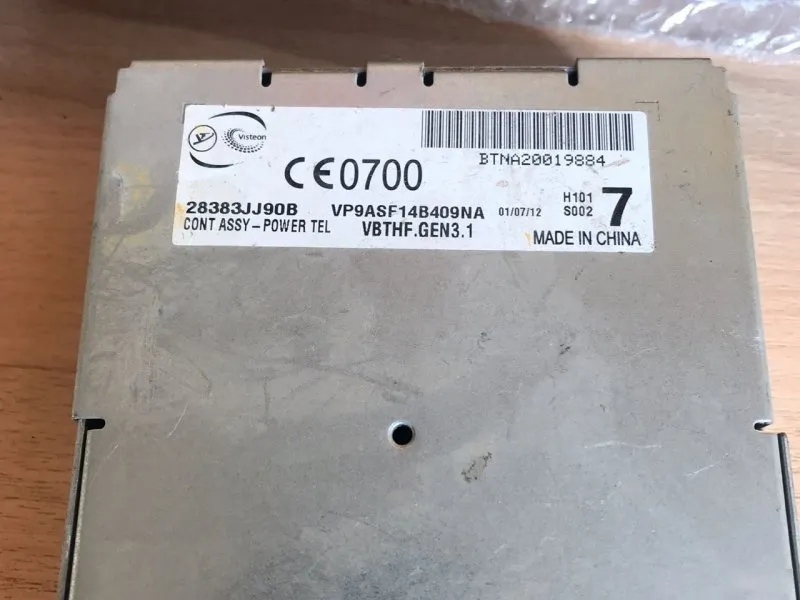 Visteon
CE0700
BTNA20019884
28383JJ90B VP9ASF14B409NA 01/07/12 H101 S002 7
CONT ASSY-POWER TEL VBTHF.GEN3.1 MADE IN CHINA